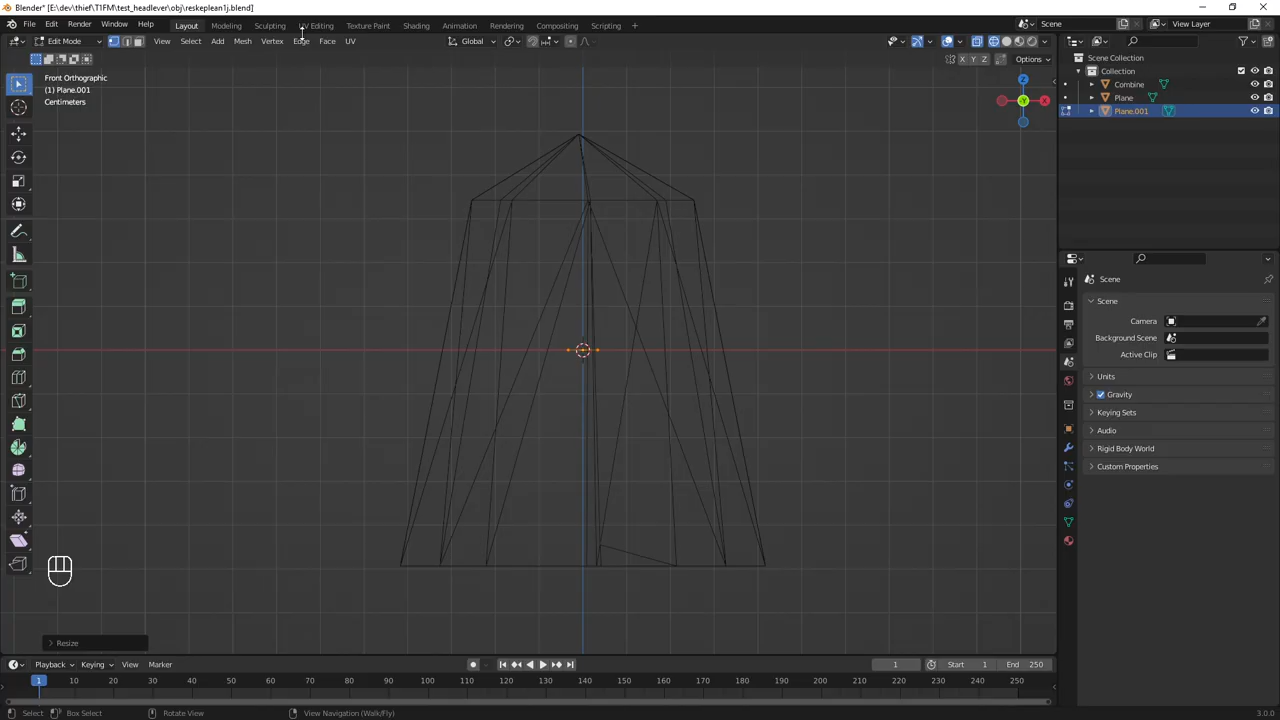 Blender* [E:\dev\thief\T1FM\test_headlever\obj\reskeplean1j.blend]
File Edit Render Window Help Layout Modeling Sculpting UV Editing Texture Paint Shading Animation Rendering Compositing Scripting + Scene View Layer
Edit Mode View Select Add Mesh Vertex Edge Face UV Global
X Y Z Options
Front Orthographic
(1) Plane.001
Centimeters
Z
Y
X
Resize
Scene Collection
Collection
Combine
Plane
Plane.001
Scene
Scene
Camera
Background Scene
Active Clip
Units
Gravity
Keying Sets
Audio
Rigid Body World
Custom Properties
Playback Keying View Marker 1 Start 1 End 250
1 10 20 30 40 50 60 70 80 90 100 110 120 130 140 150 160 170 180 190 200 210 220 230 240 250
Select Box Select Rotate View View Navigation (Walk/Fly) 3.0.0